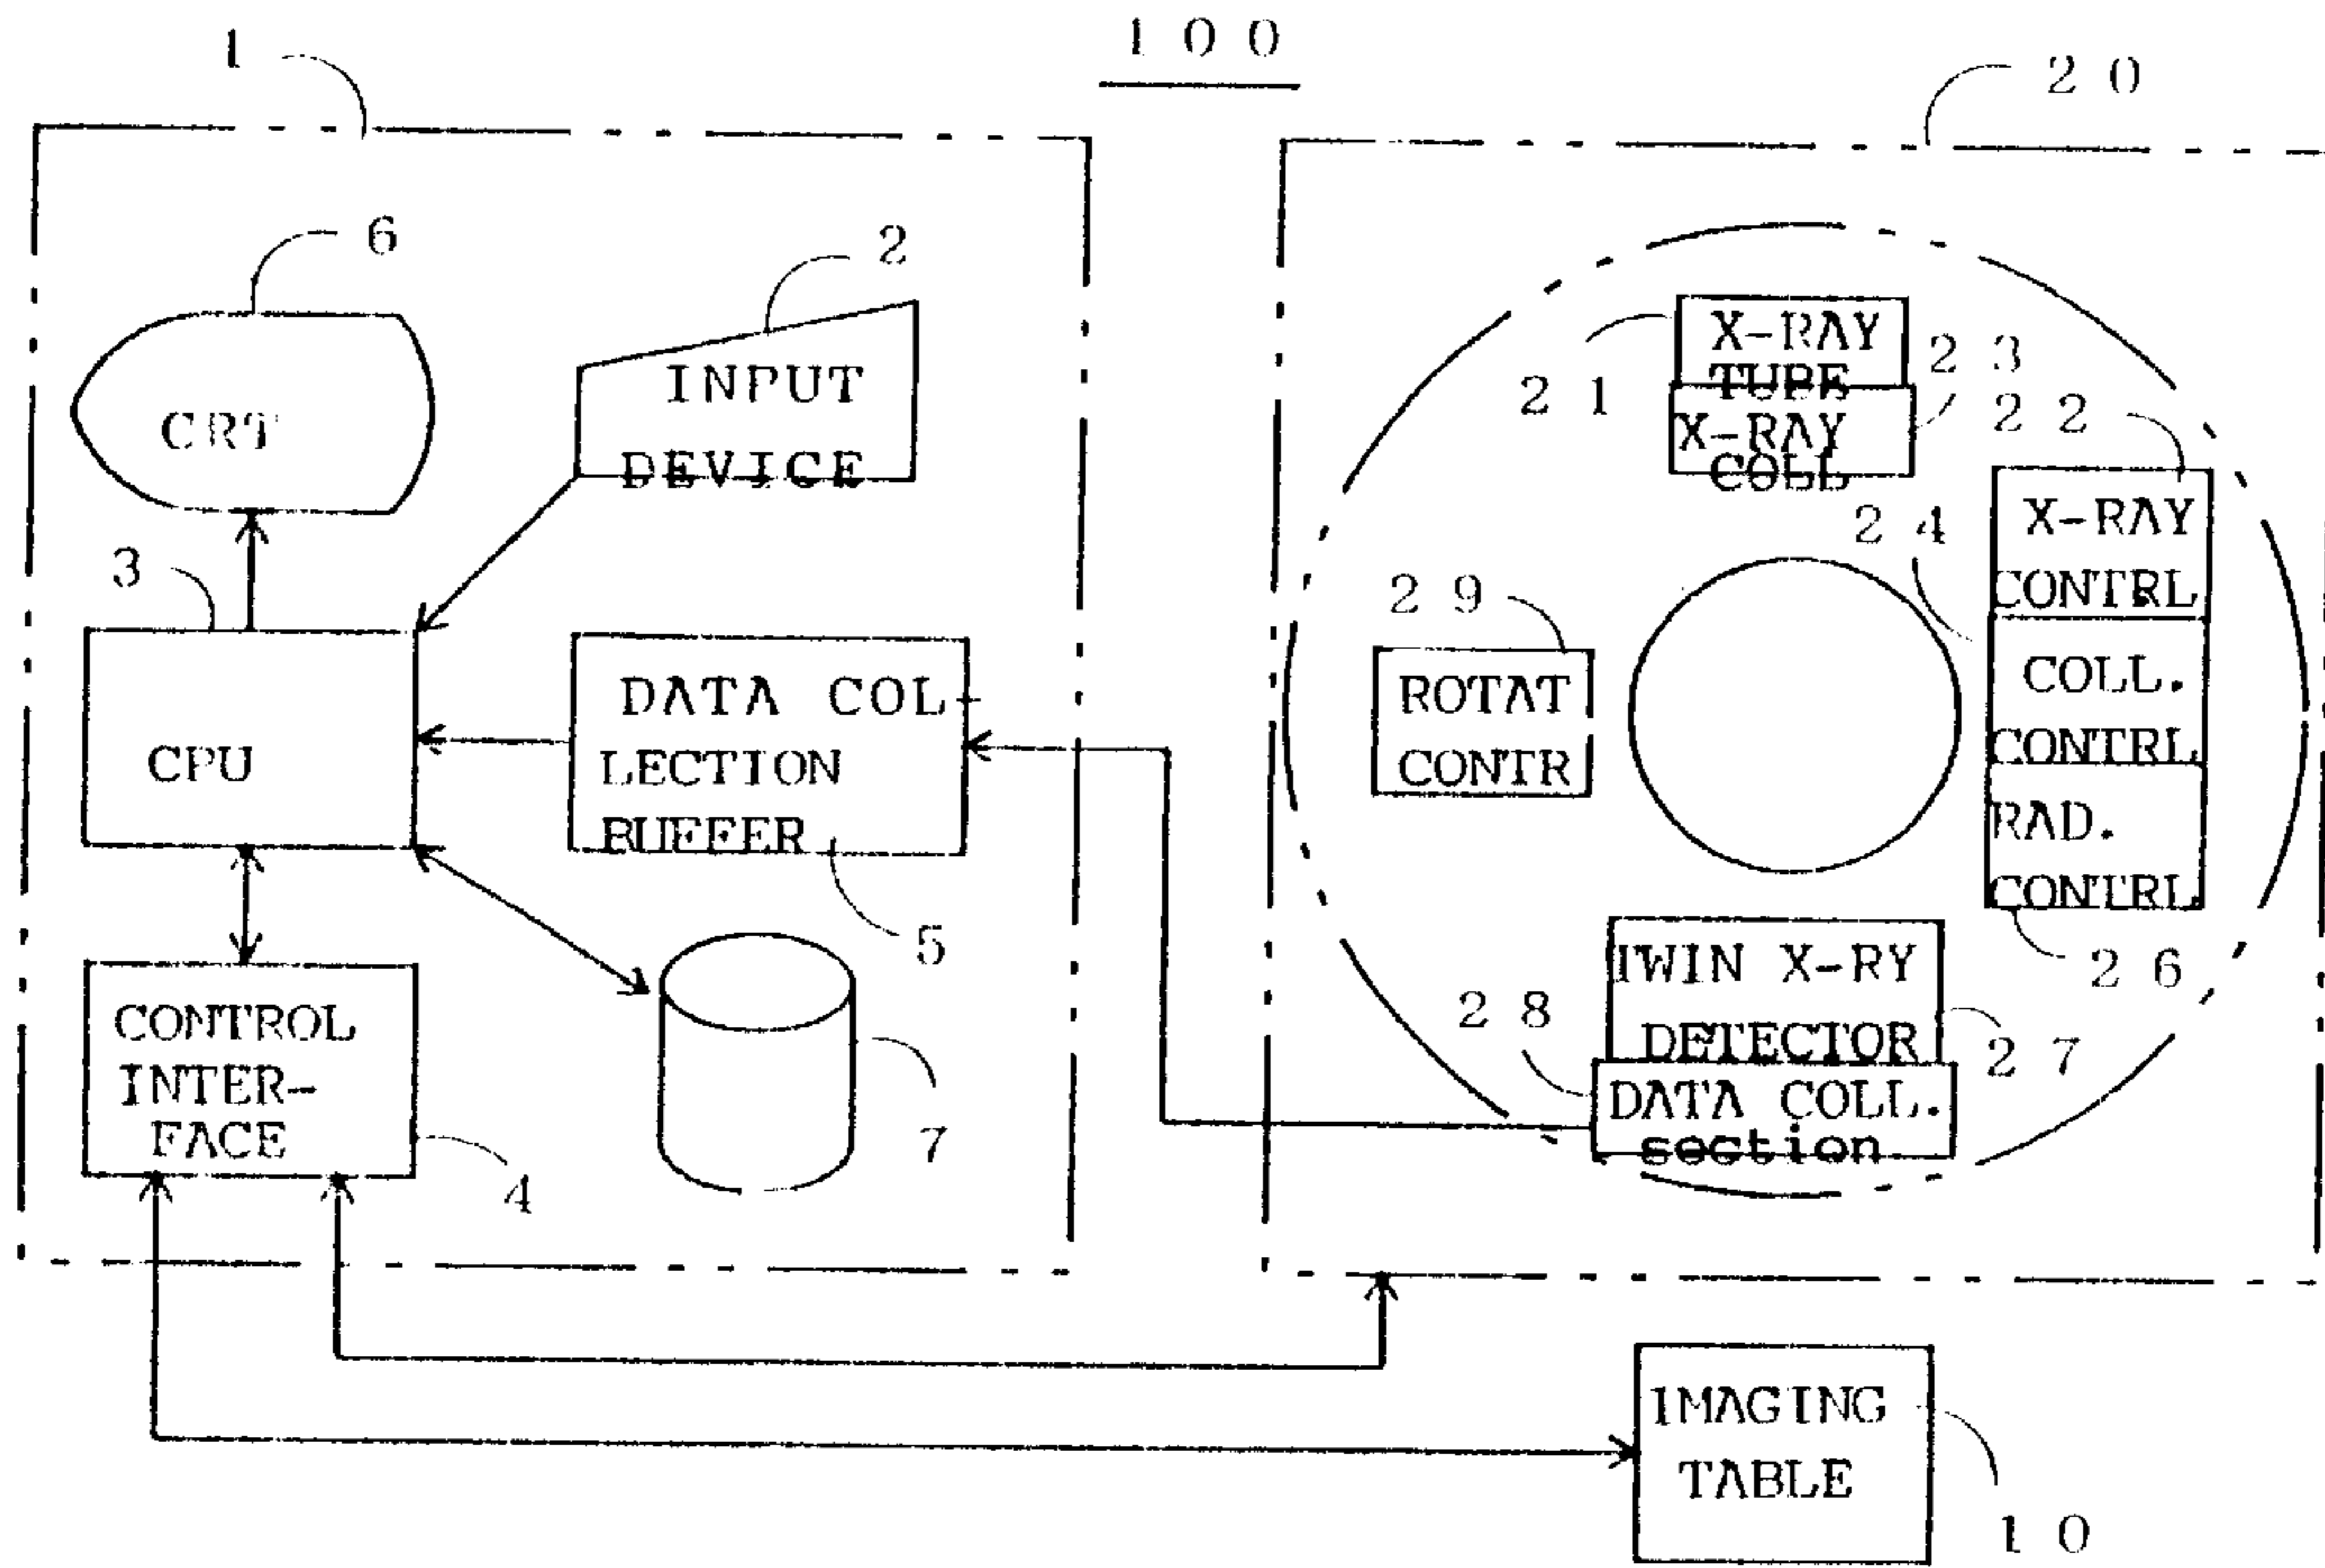 100
1
20
6
2
CRT
INPUT
DEVICE
3
CPU
DATA COL-
LECTION
BUFFER
5
CONTROL
INTER-
FACE
4
7
21
X-RAY
TUBE
23
X-RAY
COLL
22
X-RAY
CONTRL
24
COLL.
CONTRL
RAD.
CONTRL
26
29
ROTAT
CONTR
TWIN X-RY
DETECTOR
27
28
DATA COLL.
section
IMAGING
TABLE
10